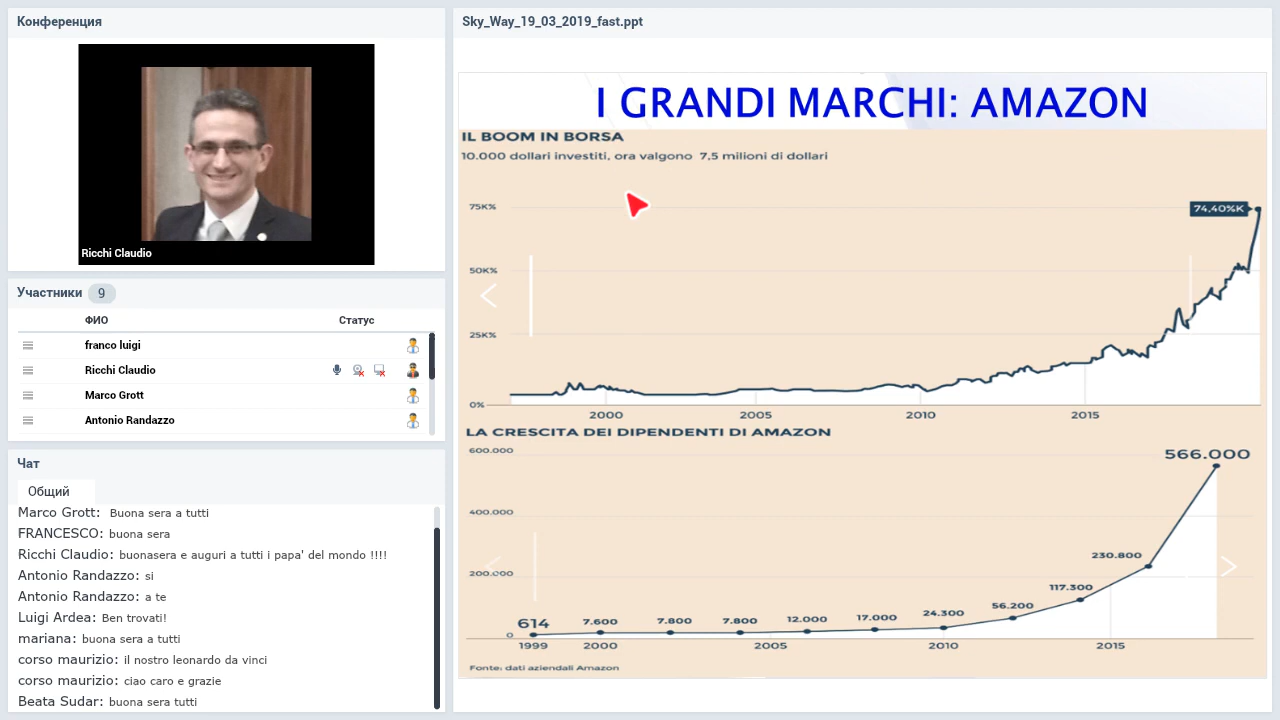 Конференция
Ricchi Claudio
Участники 9
ФИО Статус
franco luigi
Ricchi Claudio
Marco Grott
Antonio Randazzo
Чат
Общий
Marco Grott: Buona sera a tutti
FRANCESCO: buona sera
Ricchi Claudio: buonasera e auguri a tutti i papa' del mondo !!!!
Antonio Randazzo: si
Antonio Randazzo: a te
Luigi Ardea: Ben trovati!
mariana: buona sera a tutti
corso maurizio: il nostro leonardo da vinci
corso maurizio: ciao caro e grazie
Beata Sudar: buona sera tutti
Sky_Way_19_03_2019_fast.ppt
I GRANDI MARCHI: AMAZON
IL BOOM IN BORSA
10.000 dollari investiti, ora valgono 7,5 milioni di dollari
75K%
74,40%K
50K%
25K%
0%
2000 2005 2010 2015
LA CRESCITA DEI DIPENDENTI DI AMAZON
600.000
566.000
400.000
230.800
200.000
117.300
56.200
614 7.600 7.800 7.800 12.000 17.000 24.300
0
1999 2000 2005 2010 2015
Fonte: dati aziendali Amazon